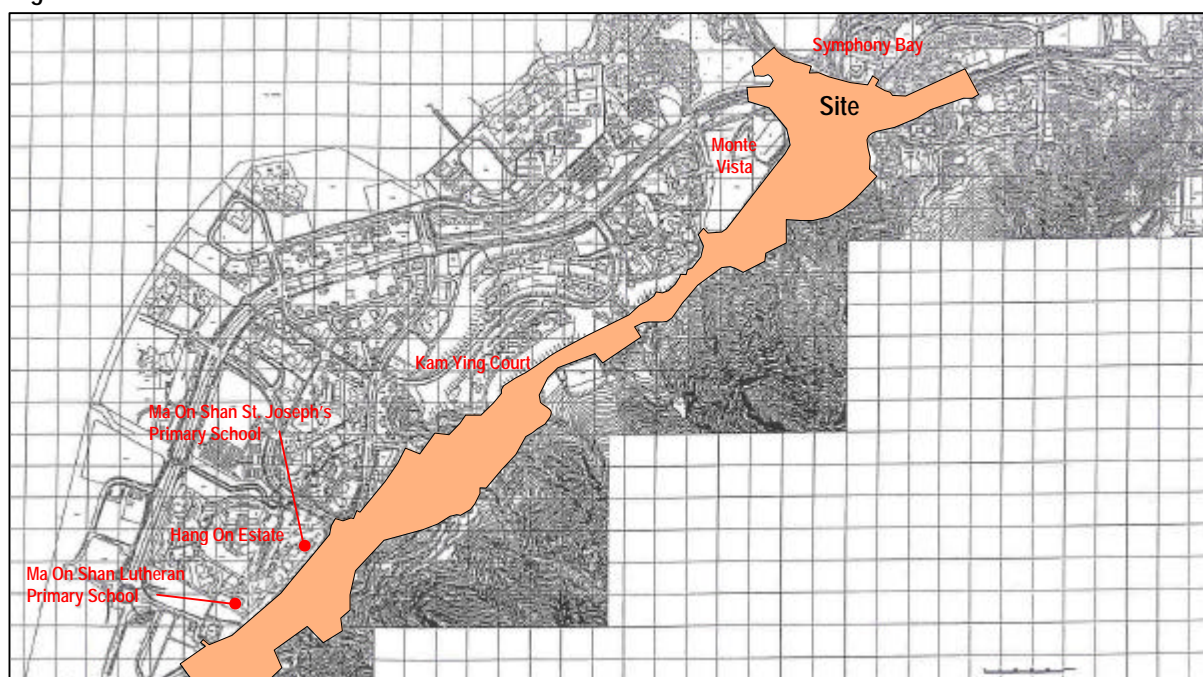 Symphony Bay
Site
Monte
Vista
Kam Ying Court
Ma On Shan St. Joseph's
Primary School
Hang On Estate
Ma On Shan Lutheran
Primary School